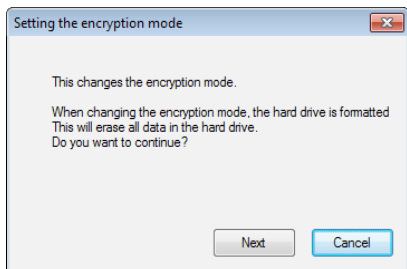 Setting the encryption mode
This changes the encryption mode.
When changing the encryption mode, the hard drive is formatted
This will erase all data in the hard drive.
Do you want to continue?
Next
Cancel